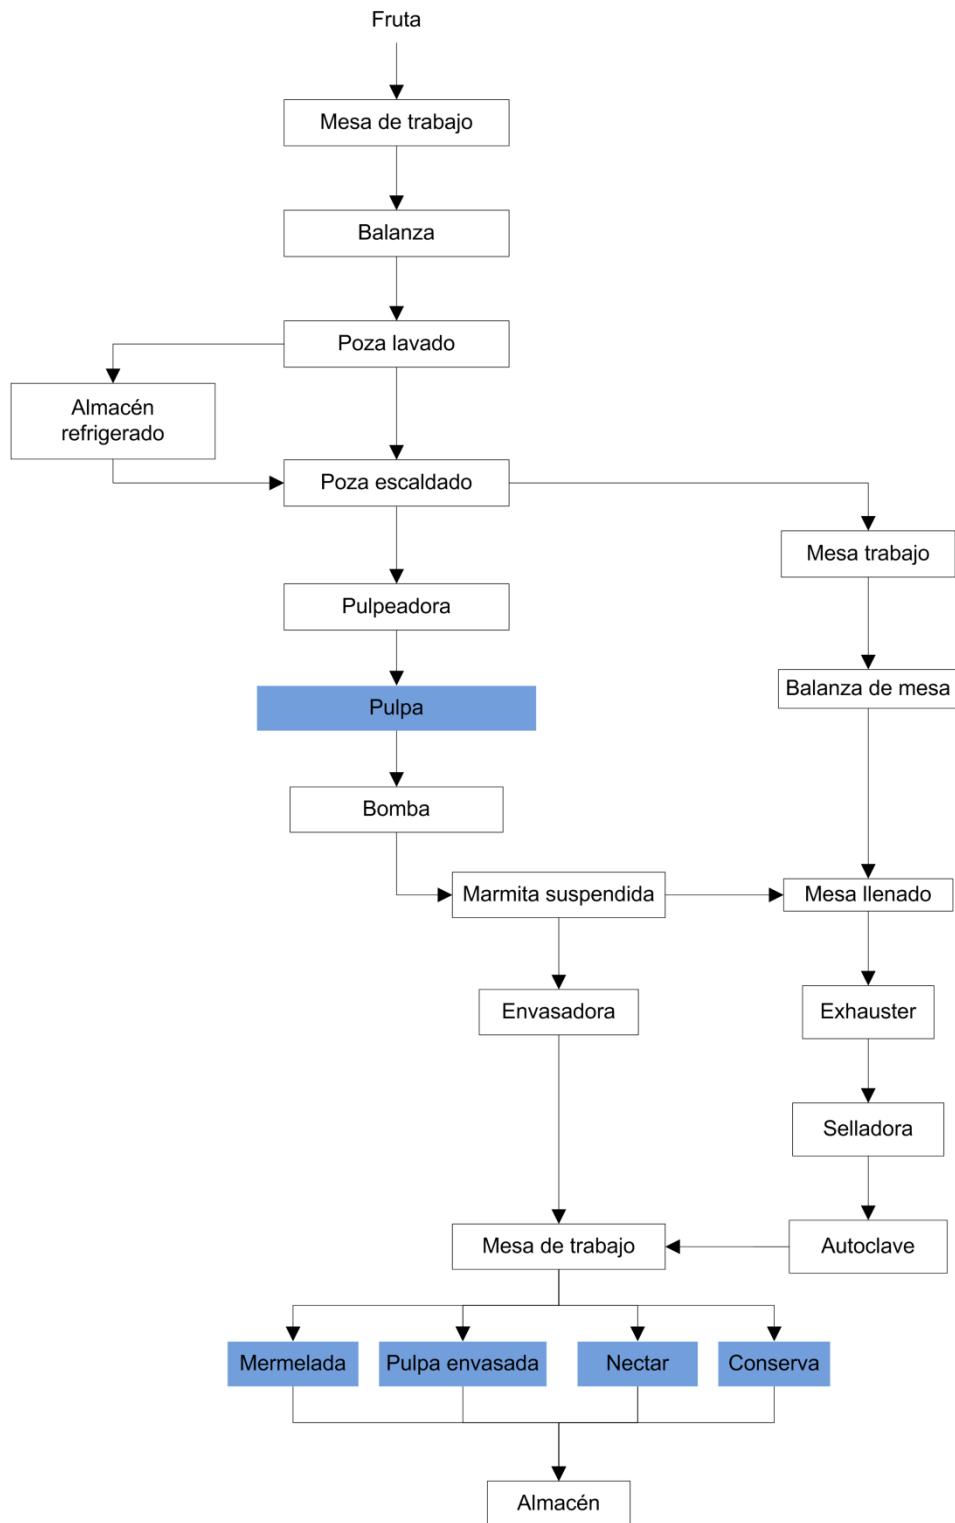 Fruta
Mesa de trabajo
Balanza
Poza lavado
Almacén
refrigerado
Poza escaldado
Mesa trabajo
Pulpeadora
Balanza de mesa
Pulpa
Bomba
Marmita suspendida
Mesa llenado
Envasadora
Exhauster
Selladora
Mesa de trabajo
Autoclave
Mermelada
Pulpa envasada
Nectar
Conserva
Almacén